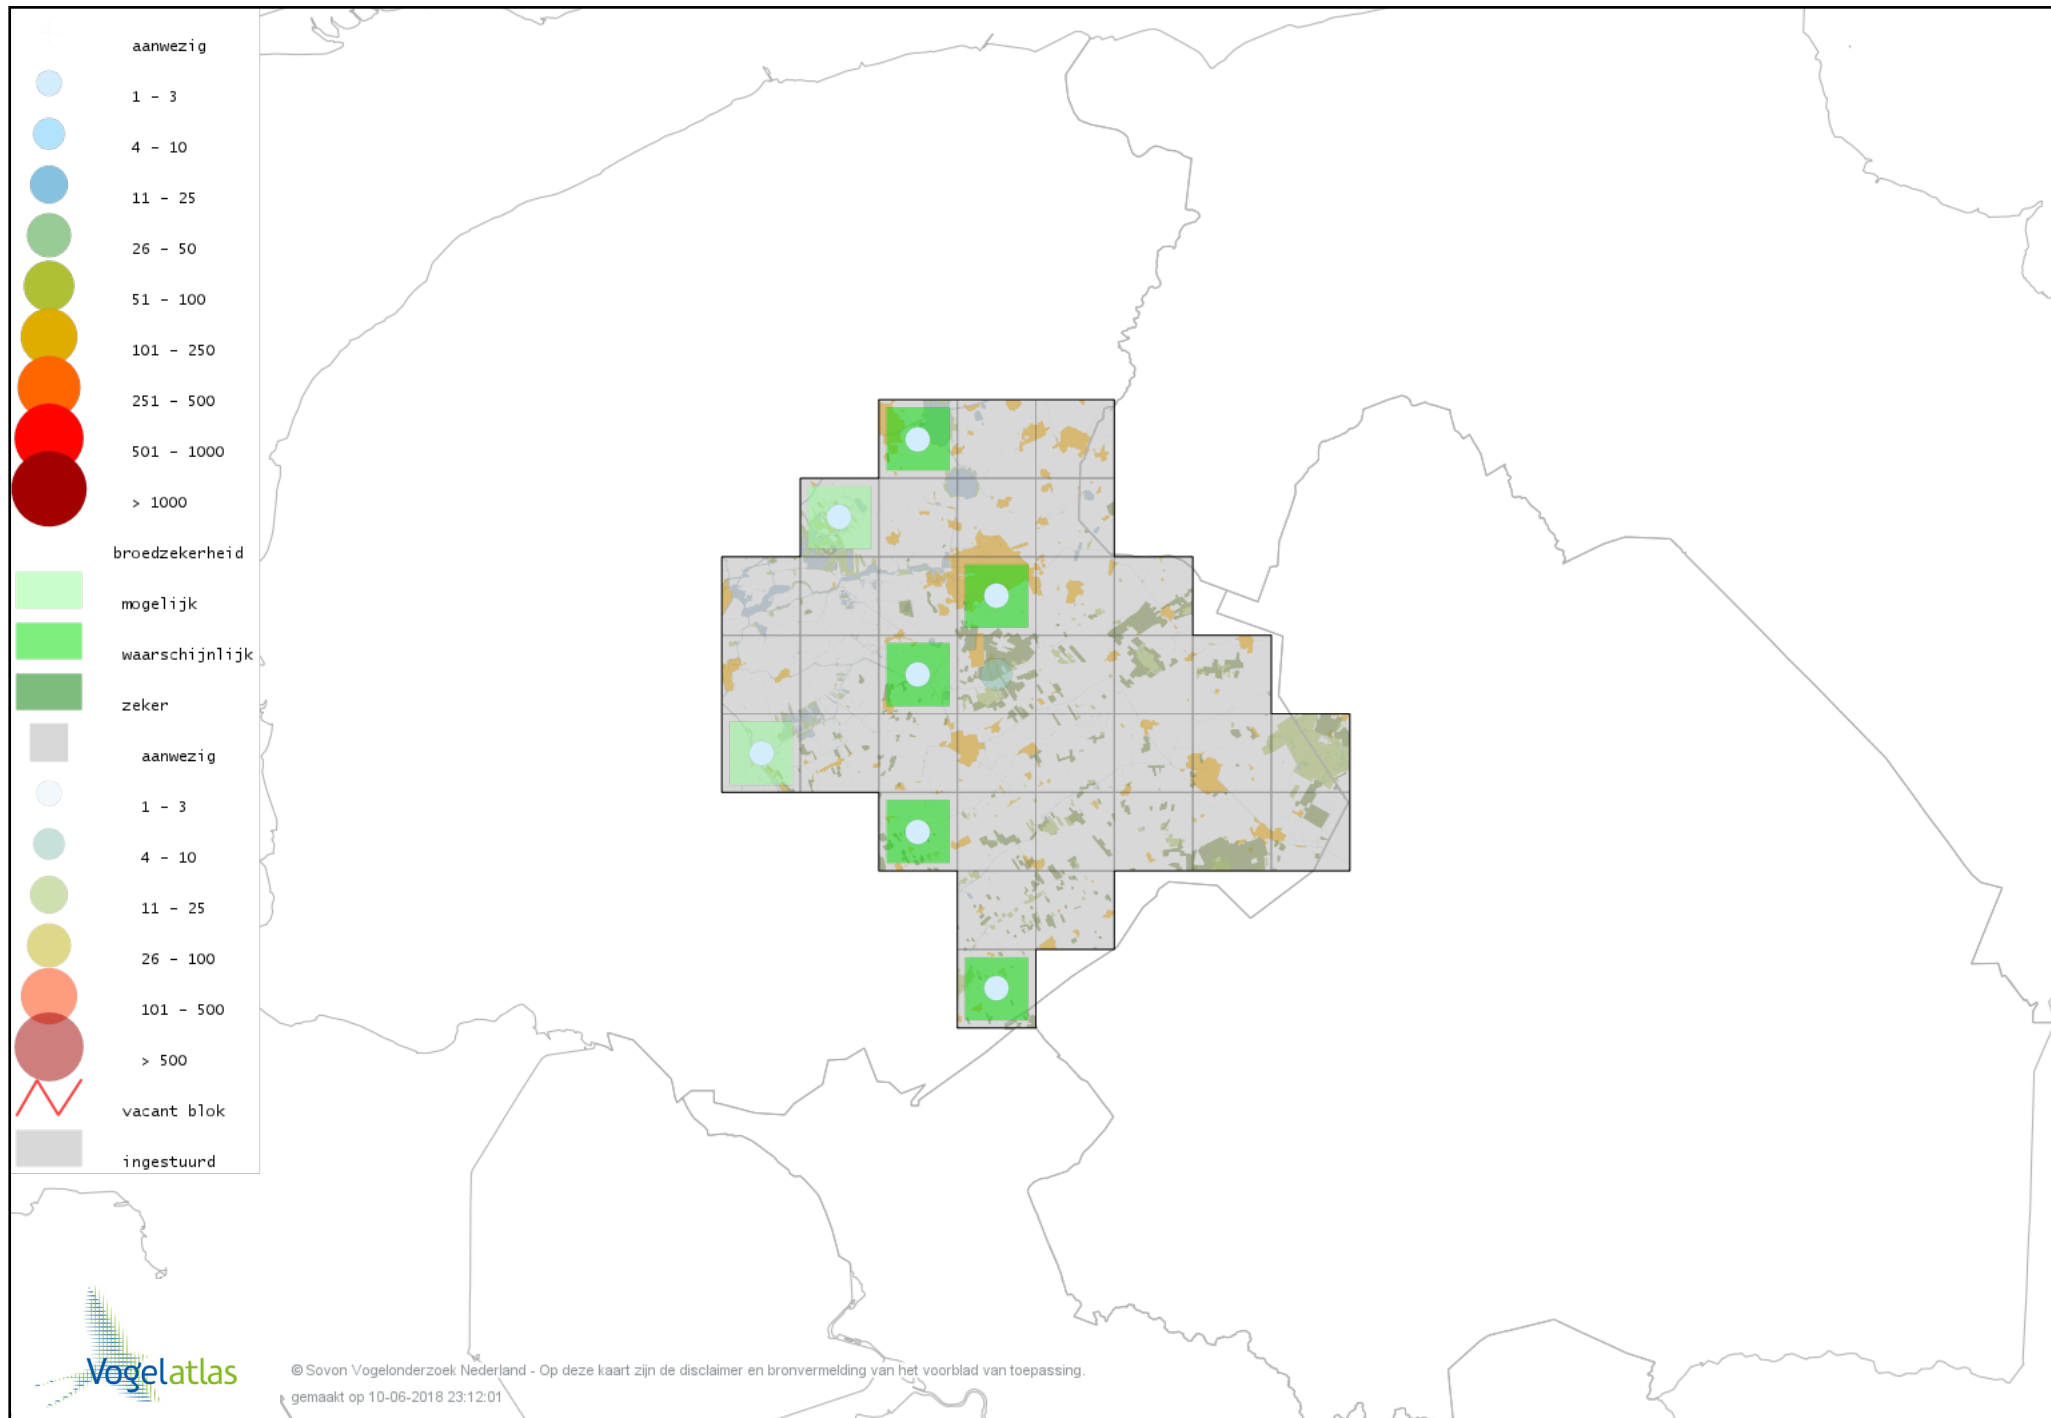 aanwezig
1 - 3
4 - 10
11 - 25
26 - 50
51 - 100
101 - 250
251 - 500
501 - 1000
> 1000
broedzekerheid
mogelijk
waarschijnlijk
zeker
aanwezig
1 - 3
4 - 10
11 - 25
26 - 100
101 - 500
> 500
vacant blok
ingestuurd
Vogelatlas
© Sovon Vogelonderzoek Nederland - Op deze kaart zijn de disclaimer en bronvermelding van het voorblad van toepassing.
gemaakt op 10-06-2018 23:12:01